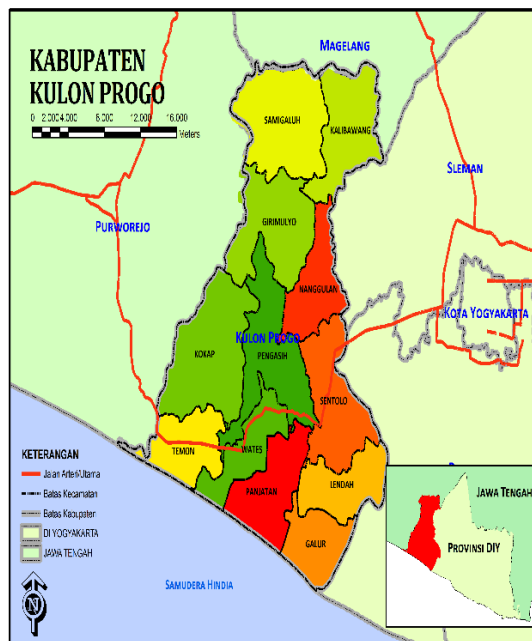 KABUPATEN
KULON PROGO
0 2.0004.000 8.000 12.000 16.000
Meters
MAGELANG
SAMIGALUH
KALIBAWANG
SLEMAN
GIRIMULYO
PURWOREJO
NANGGULAN
KOTA YOGYAKARTA
KULON PROGO
KOKAP
PENGASIH
SENTOLO
TEMON
WATES
LENDAH
PANJATAN
GALUR
KETERANGAN
Jalan Arteri/Utama
Batas Kecamatan
Batas Kabupaten
DI YOGYAKARTA
JAWA TENGAH
SAMUDERA HINDIA
N
JAWA TENGAH
PROVINSI DIY